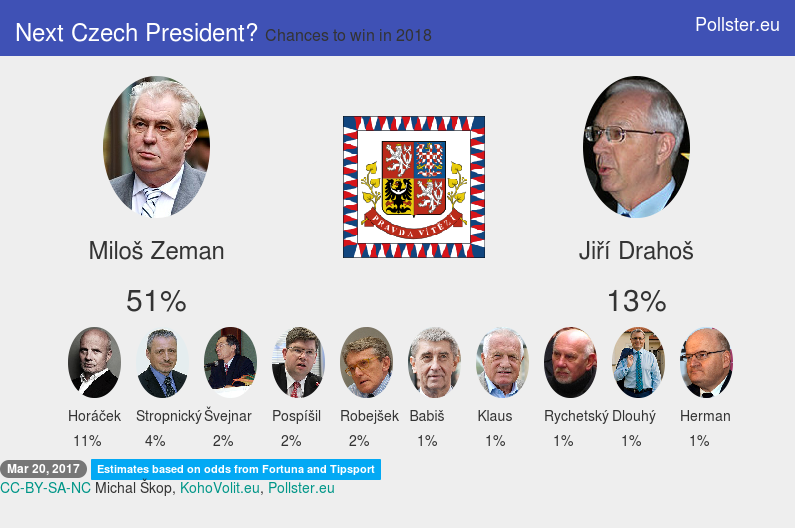 Next Czech President? Chances to win in 2018
Pollster.eu
PRAVDA VÍTĚZÍ
Miloš Zeman
Jiří Drahoš
51%
13%
Horáček Stropnický Švejnar Pospíšil Robejšek Babiš Klaus Rychetský Dlouhý Herman
11% 4% 2% 2% 2% 1% 1% 1% 1% 1%
Mar 20, 2017 Estimates based on odds from Fortuna and Tipsport
CC-BY-SA-NC Michal Škop, KohoVolit.eu, Pollster.eu